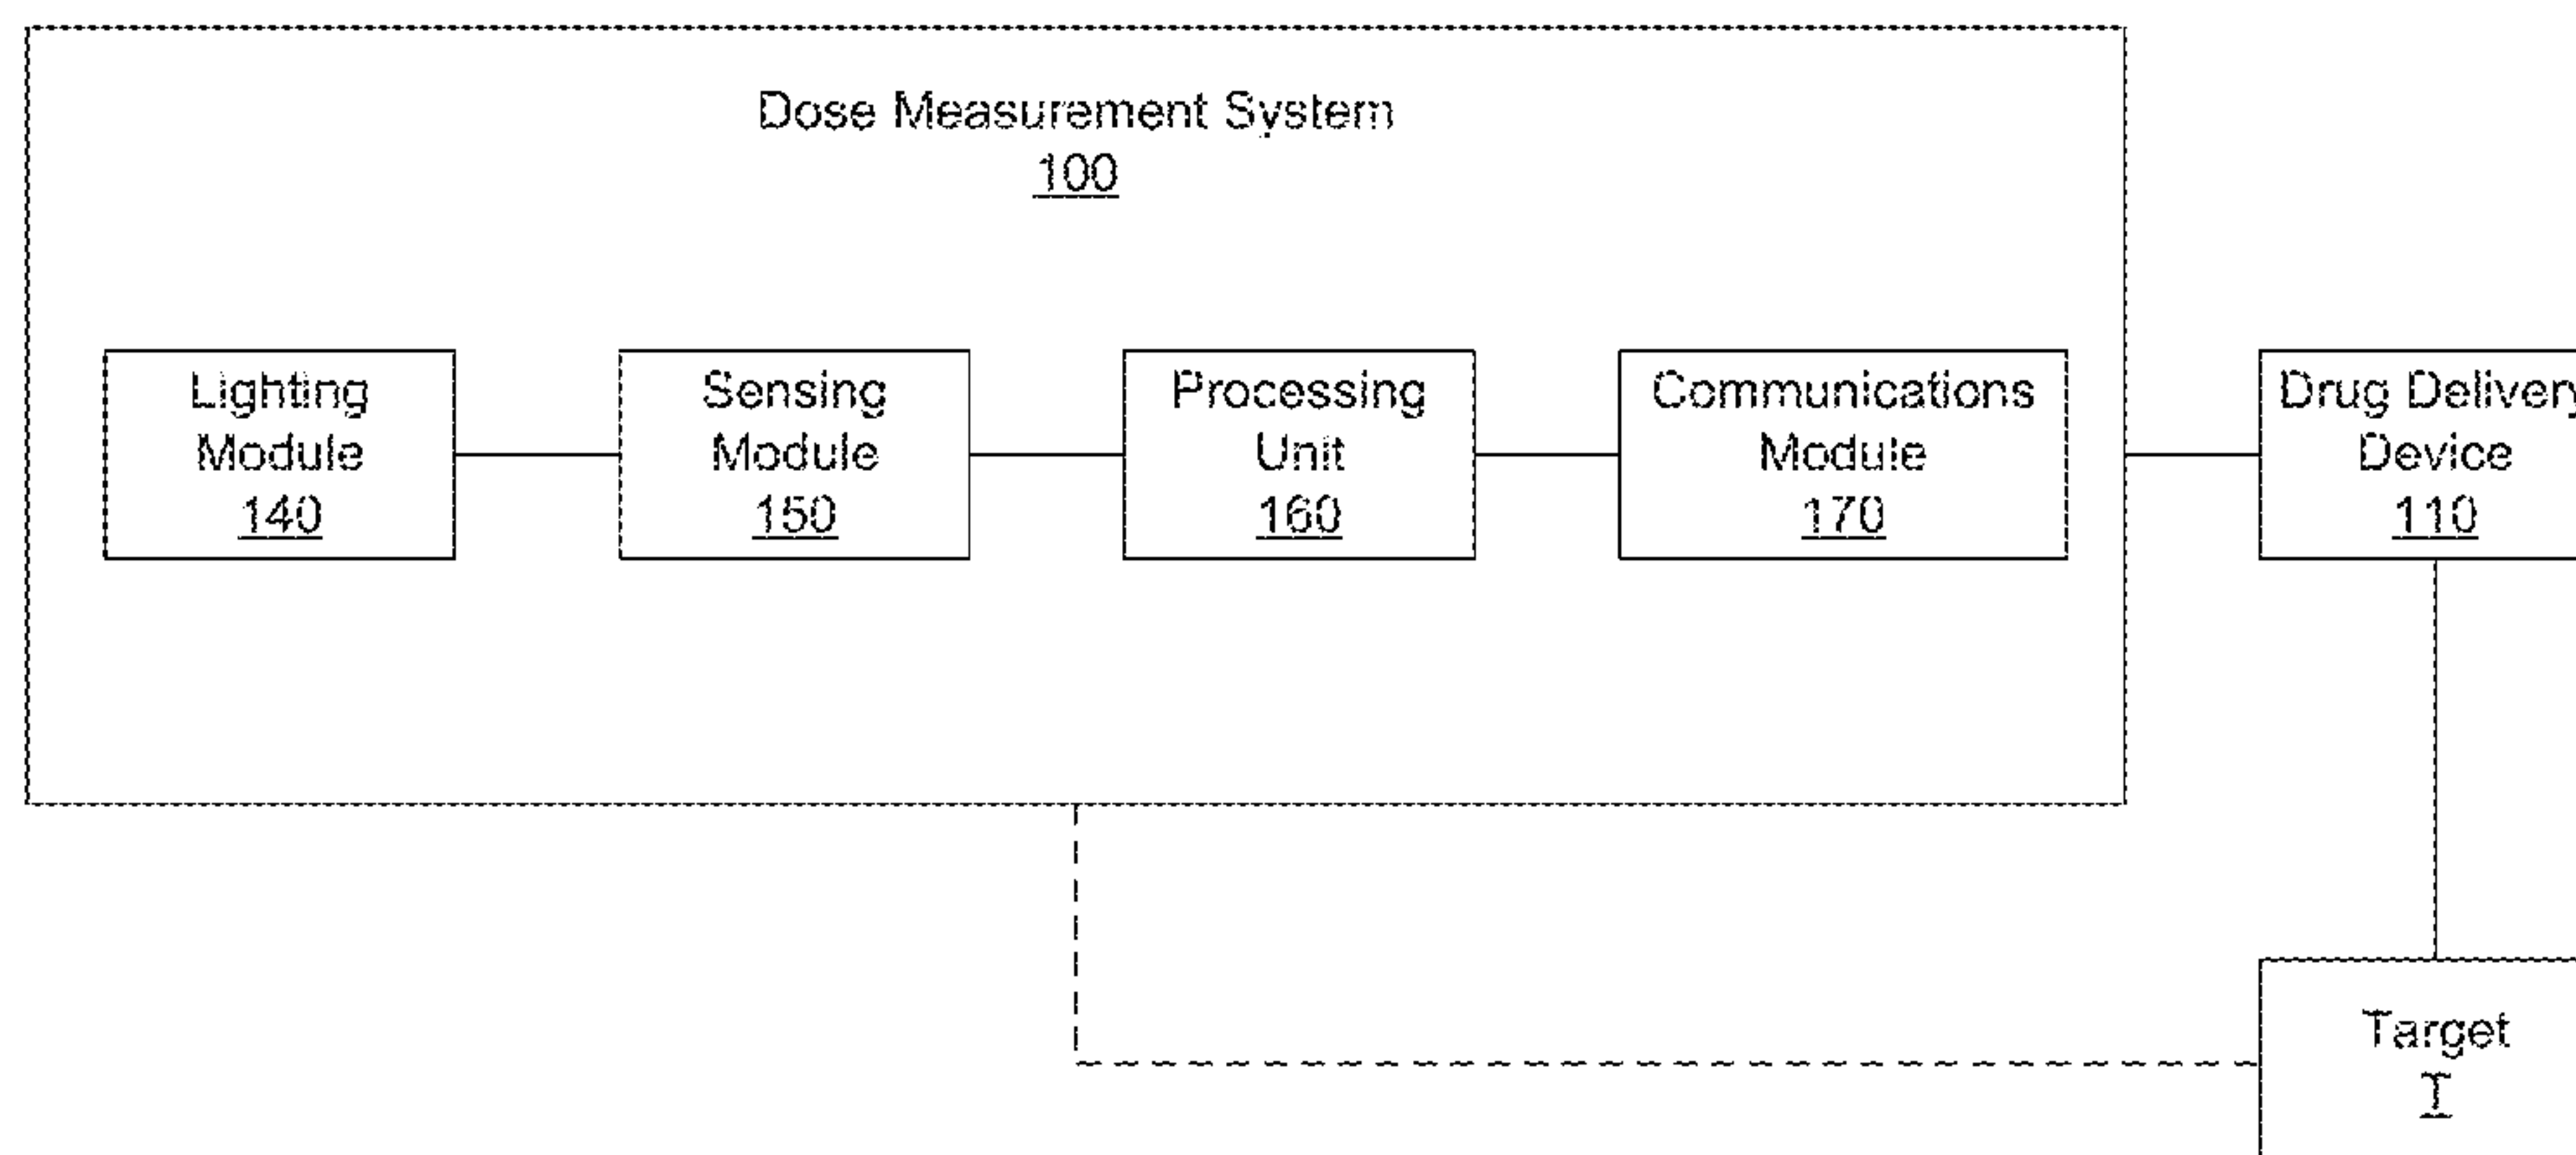 Dose Measurement System
100
Lighting
Module
140
Sensing
Module
150
Processing
Unit
160
Communications
Module
170
Drug Delivery
Device
110
Target
T